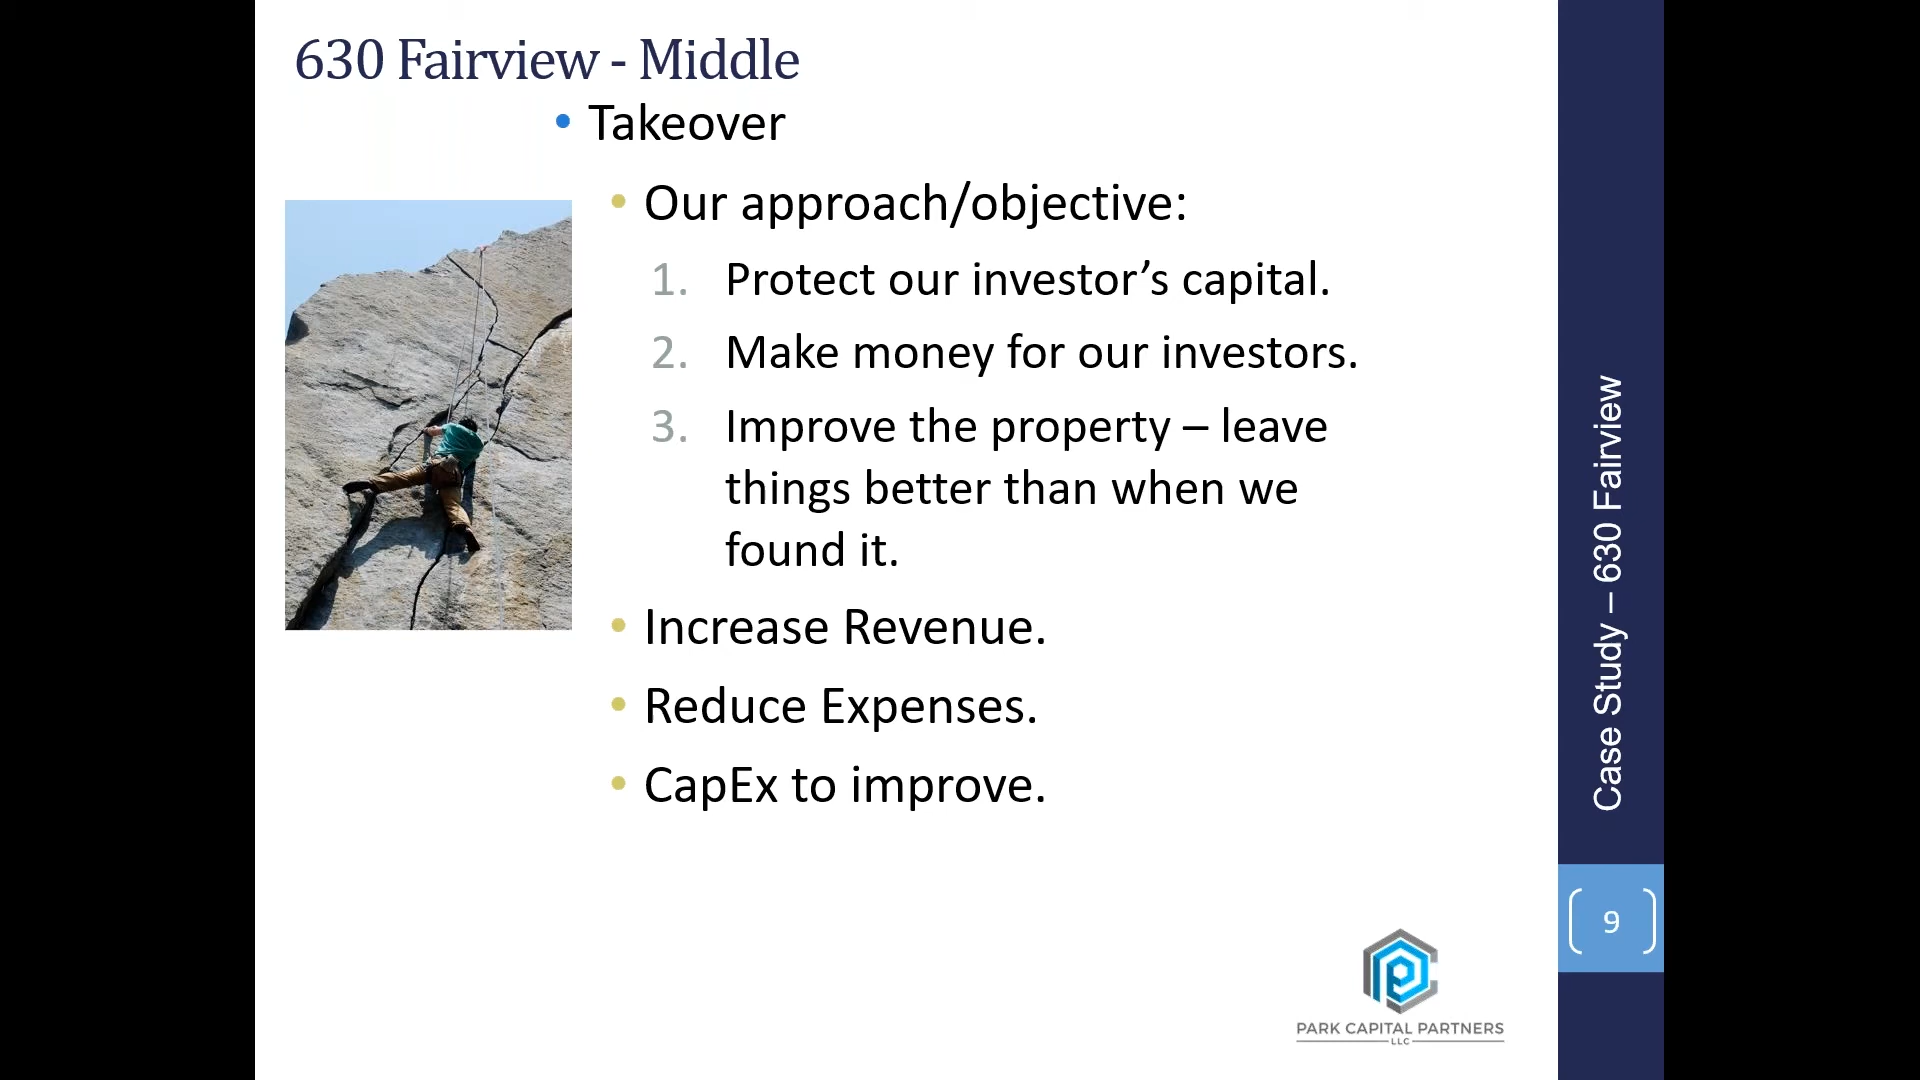 630 Fairview - Middle
• Takeover
• Our approach/objective:
1. Protect our investor’s capital.
2. Make money for our investors.
3. Improve the property – leave
things better than when we
found it.
• Increase Revenue.
• Reduce Expenses.
• CapEx to improve.
Case Study – 630 Fairview
9
PARK CAPITAL PARTNERS
LLC